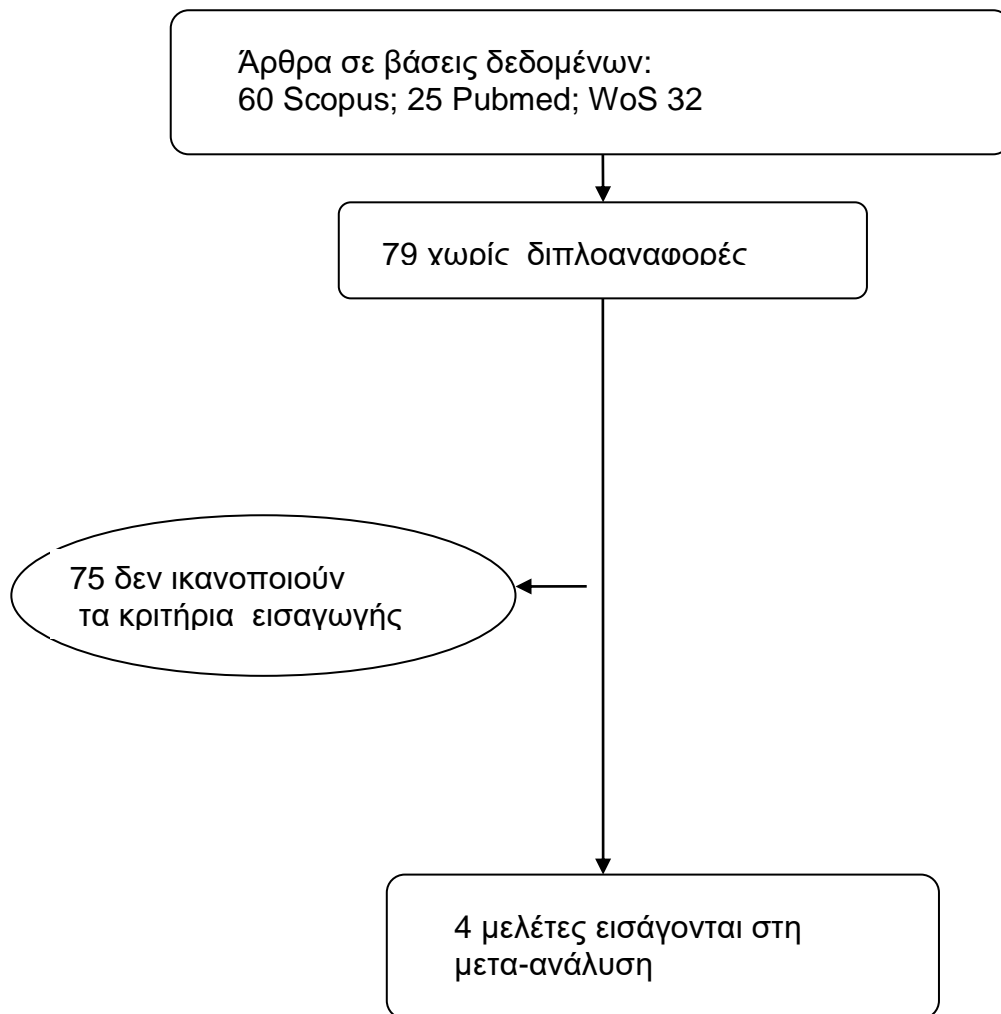 Άρθρα σε βάσεις δεδομένων:
60 Scopus; 25 Pubmed; WoS 32
79 χωρίς διπλοαναφορές
75 δεν ικανοποιούν
τα κριτήρια εισαγωγής
4 μελέτες εισάγονται στη
μετα-ανάλυση